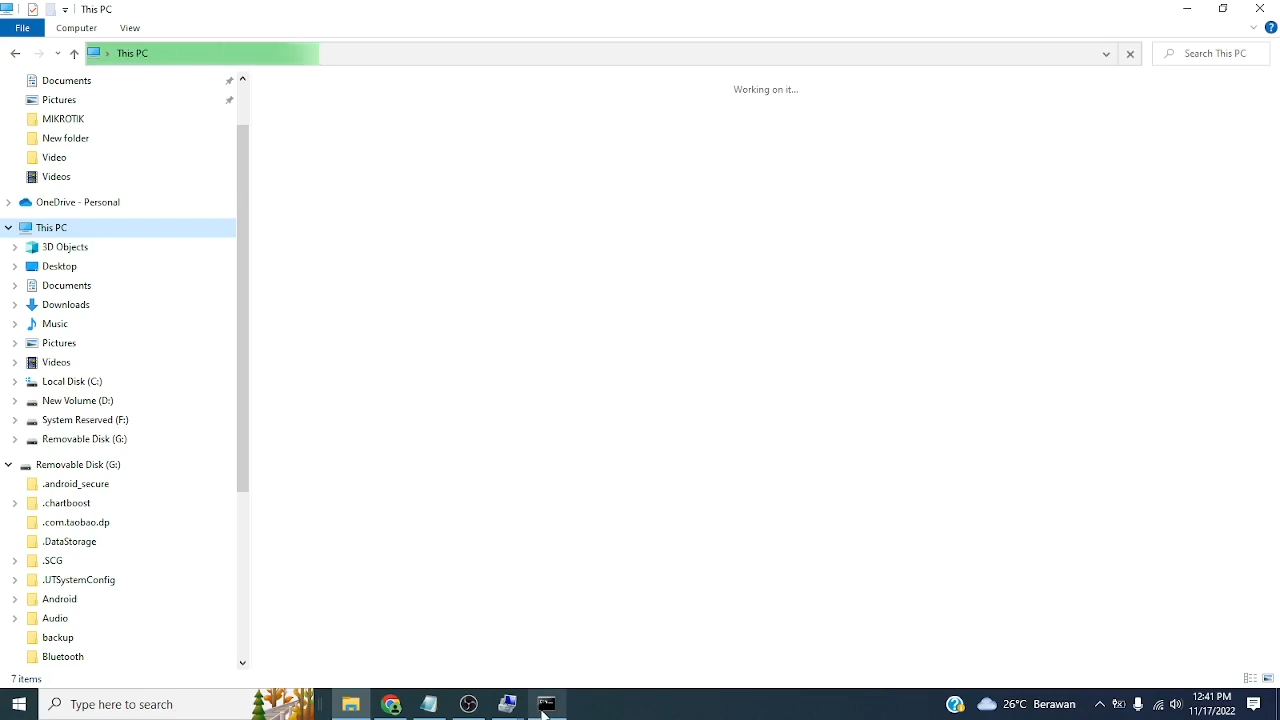 This PC
File Computer View
This PC
Search This PC
Documents
Pictures
MIKROTIK
New folder
Video
Videos
OneDrive - Personal
This PC
3D Objects
Desktop
Documents
Downloads
Music
Pictures
Videos
Local Disk (C:)
New Volume (D:)
System Reserved (F:)
Removable Disk (G:)
Removable Disk (G:)
.android_secure
.chartboost
.com.taobao.dp
.DataStorage
.SCG
.UTSystemConfig
Android
Audio
backup
Bluetooth
Working on it...
7 items
Type here to search
25°C Berawan
12:41 PM
11/17/2022